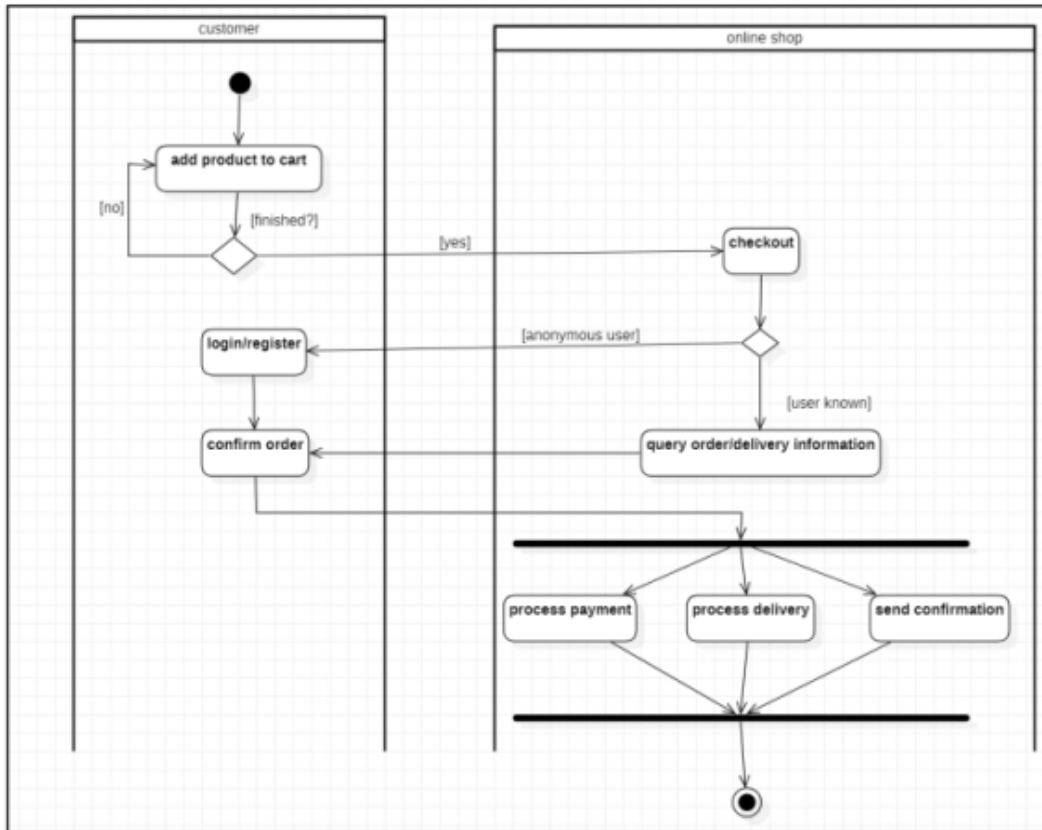 customer
online shop
add product to cart
[no]
[finished?]
[yes]
checkout
[anonymous user]
login/register
[user known]
confirm order
query order/delivery information
process payment
process delivery
send confirmation